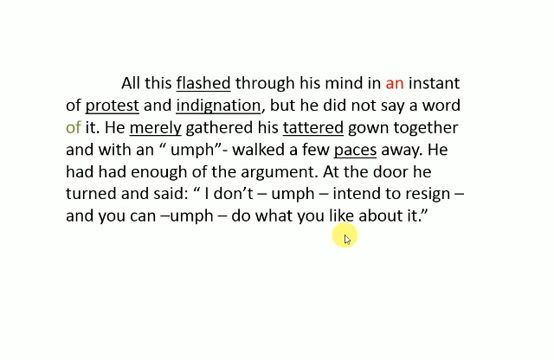 All this flashed through his mind in an instant
of protest and indignation, but he did not say a word
of it. He merely gathered his tattered gown together
and with an “ umph”- walked a few paces away. He
had had enough of the argument. At the door he
turned and said: “ I don’t – umph – intend to resign –
and you can –umph – do what you like about it.”